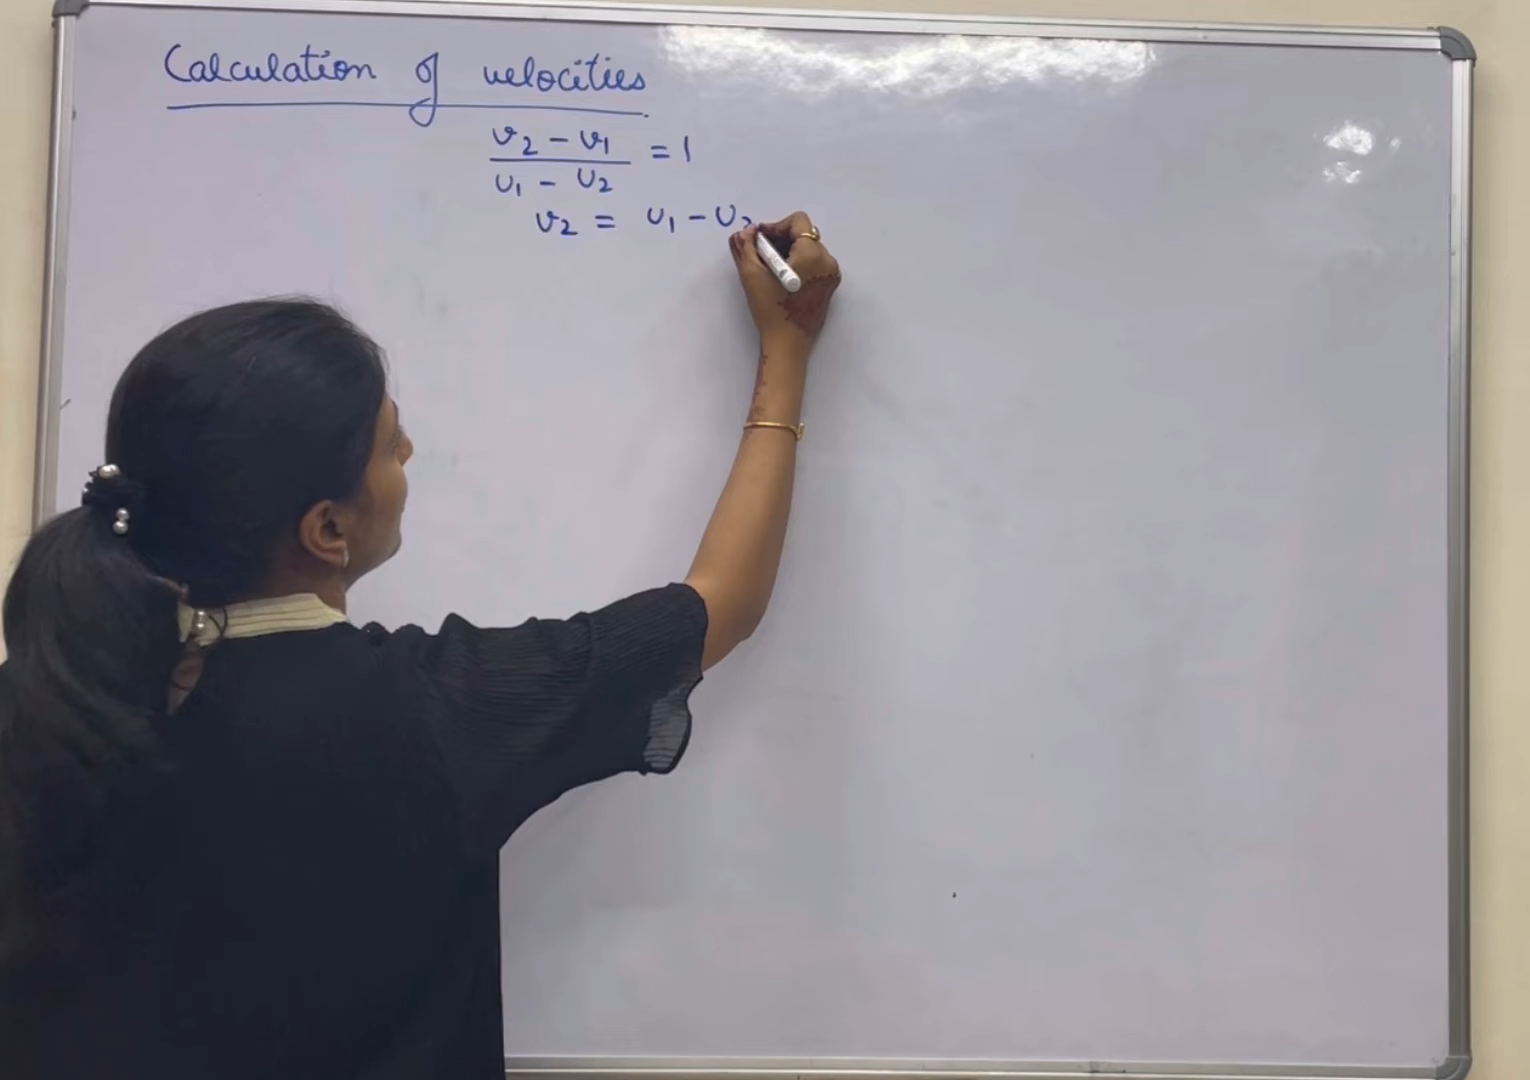 Calculation of velocities
v₂ - v₁ / u₁ - u₂ = 1
v₂ = u₁ - u₂